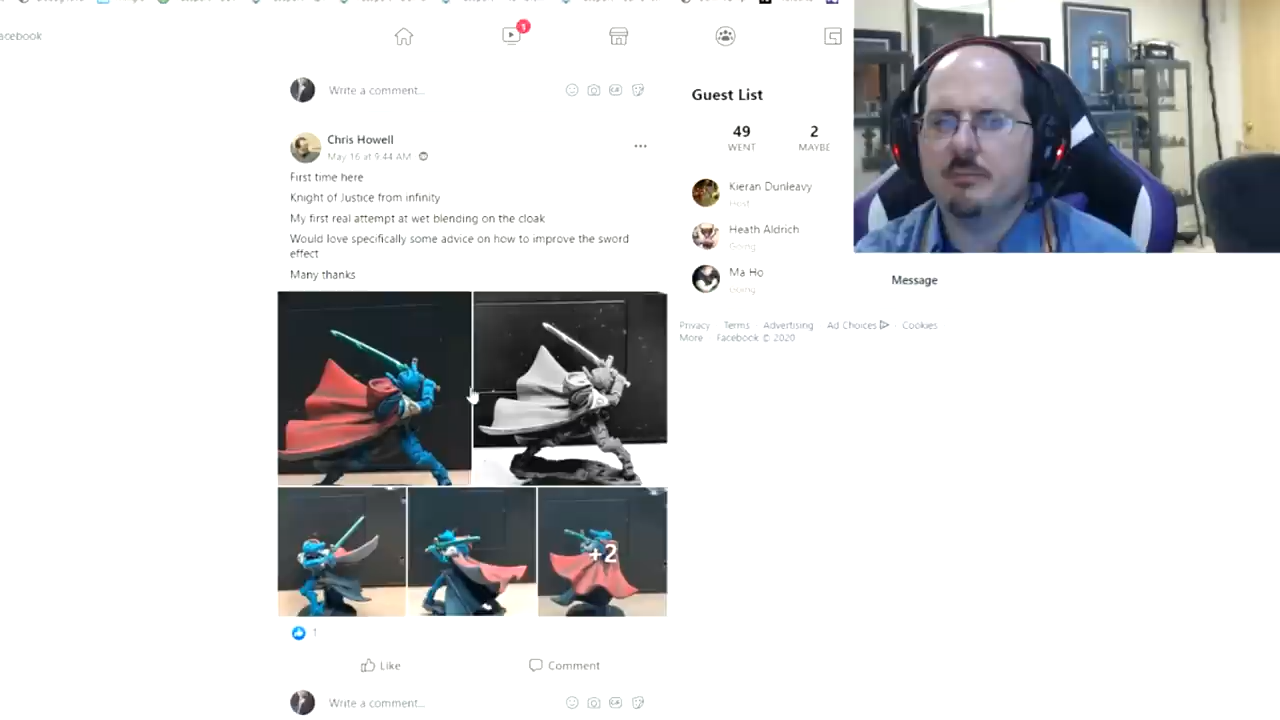 acebook
1
Write a comment...
Guest List
49
2
WENT
MAYBE
Chris Howell
May 16 at 9:44 AM
First time here
Knight of Justice from infinity
My first real attempt at wet blending on the cloak
Would love specifically some advice on how to improve the sword
effect
Many thanks
Kieran Dunleavy
Host
Heath Aldrich
Going
Ma Ho
Going
Message
Privacy Terms Advertising Ad Choices Cookies
More Facebook © 2020
+2
1
Like
Comment
Write a comment...